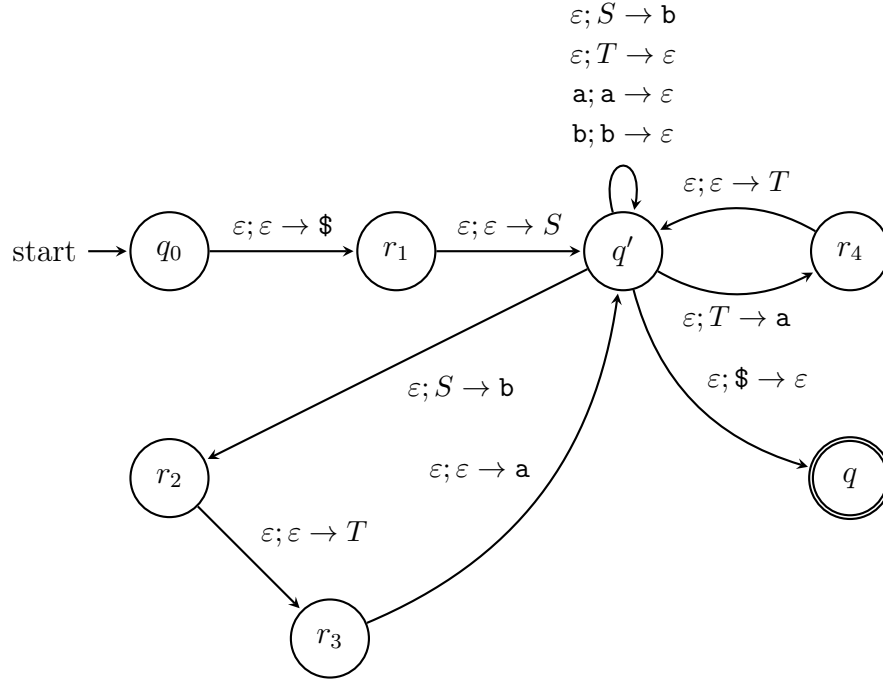 ε; S → b
ε; T → ε
a; a → ε
b; b → ε
ε; ε → T
ε; ε → $
ε; ε → S
start
q₀
r₁
q′
r₄
ε; T → a
ε; $ → ε
ε; S → b
ε; ε → a
r₂
q
ε; ε → T
r₃